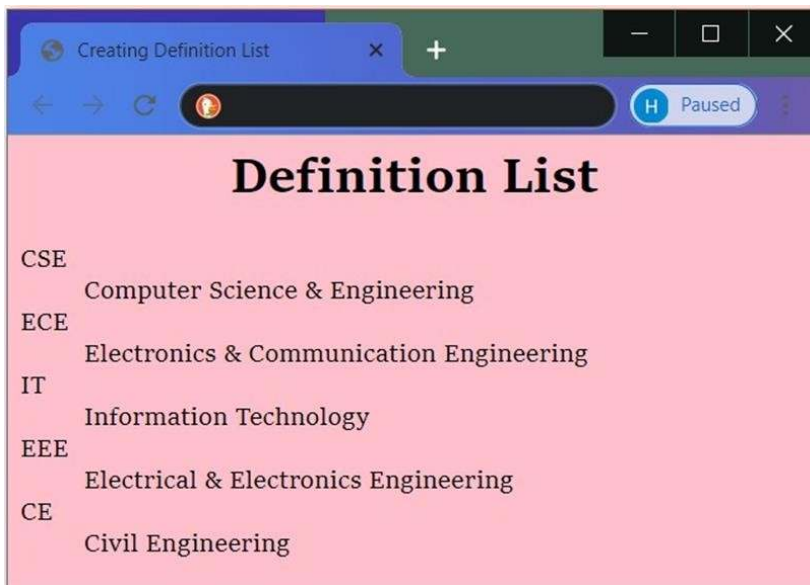 Creating Definition List
H Paused
Definition List
CSE
Computer Science & Engineering
ECE
Electronics & Communication Engineering
IT
Information Technology
EEE
Electrical & Electronics Engineering
CE
Civil Engineering